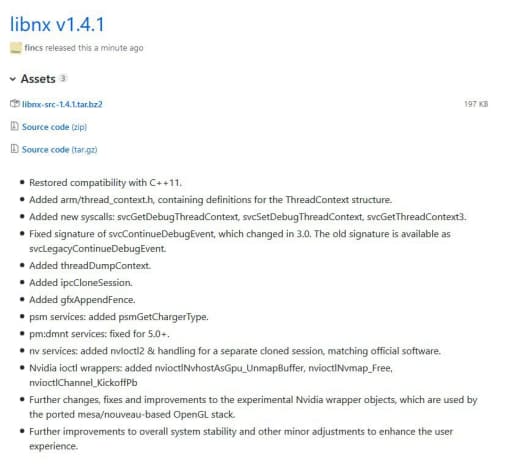 libnx v1.4.1
fincs released this a minute ago
Assets 3
libnx-src-1.4.1.tar.bz2 197 KB
Source code (zip)
Source code (tar.gz)
• Restored compatibility with C++11.
• Added arm/thread_context.h, containing definitions for the ThreadContext structure.
• Added new syscalls: svcGetDebugThreadContext, svcSetDebugThreadContext, svcGetThreadContext3.
• Fixed signature of svcContinueDebugEvent, which changed in 3.0. The old signature is available as
svcLegacyContinueDebugEvent.
• Added threadDumpContext.
• Added ipcCloneSession.
• Added gfxAppendFence.
• psm services: added psmGetChargerType.
• pm:dmnt services: fixed for 5.0+.
• nv services: added nvIoctl2 & handling for a separate cloned session, matching official software.
• Nvidia ioctl wrappers: added nvioctlNvhostAsGpu_UnmapBuffer, nvioctlNvmap_Free,
nvioctlChannel_KickoffPb
• Further changes, fixes and improvements to the experimental Nvidia wrapper objects, which are used by
the ported mesa/nouveau-based OpenGL stack.
• Further improvements to overall system stability and other minor adjustments to enhance the user
experience.